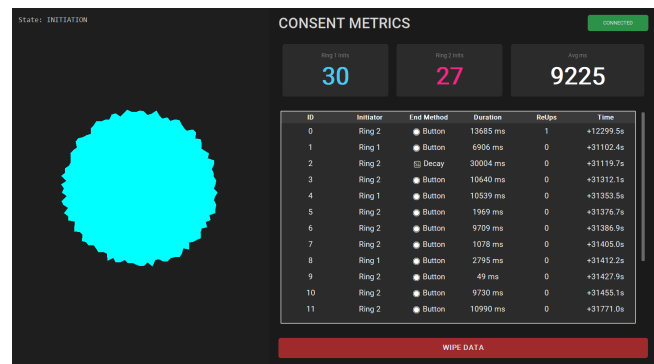 State: INITIATION
CONSENT METRICS
CONNECTED
Ring 1 Inits
Ring 2 Inits
Avg ms
30
27
9225
ID Initiator End Method Duration ReUps Time
0 Ring 2 Button 13685 ms 1 +12299.5s
1 Ring 1 Button 6906 ms 0 +31102.4s
2 Ring 2 Decay 30004 ms 0 +31119.7s
3 Ring 2 Button 10640 ms 0 +31312.1s
4 Ring 1 Button 10539 ms 0 +31353.5s
5 Ring 2 Button 1969 ms 0 +31376.7s
6 Ring 2 Button 9709 ms 0 +31386.9s
7 Ring 2 Button 1078 ms 0 +31405.0s
8 Ring 1 Button 2795 ms 0 +31412.2s
9 Ring 2 Button 49 ms 0 +31427.9s
10 Ring 2 Button 9730 ms 0 +31455.1s
11 Ring 2 Button 10990 ms 0 +31771.0s
WIPE DATA